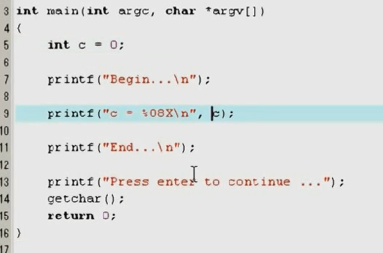 3 int main(int argc, char *argv[])
4 {
5 int c = 0;
6
7 printf("Begin...\n");
8
9 printf("c = %08X\n", c);
10
11 printf("End...\n");
12
13 printf("Press enter to continue ...");
14 getchar();
15 return 0;
16 }
17